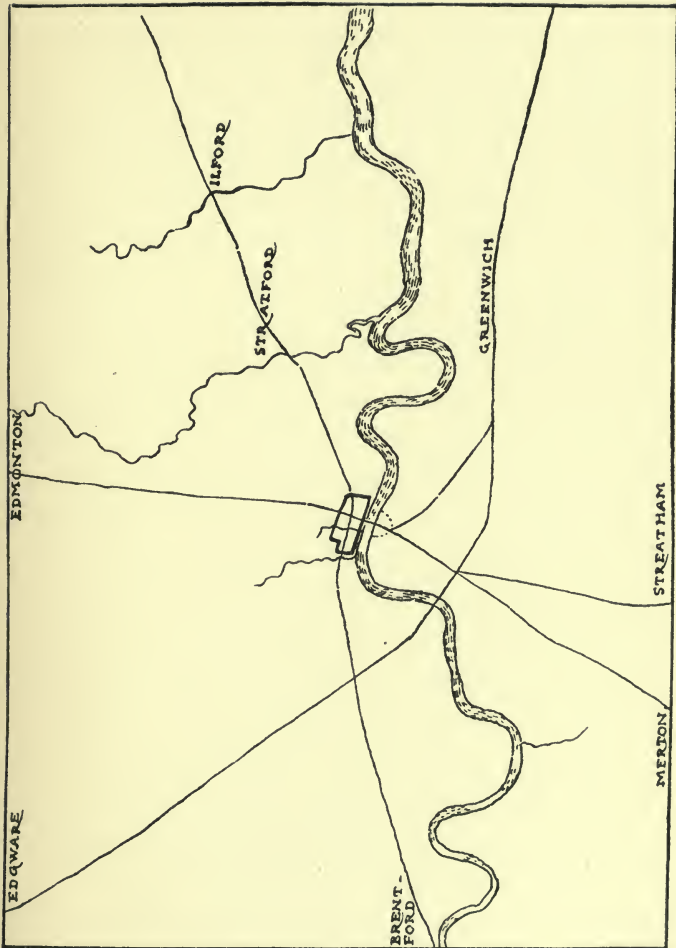 EDGWARE
EDMONTON
ILFORD
STRATFORD
BRENT-
FORD
GREENWICH
MERTON
STREATHAM